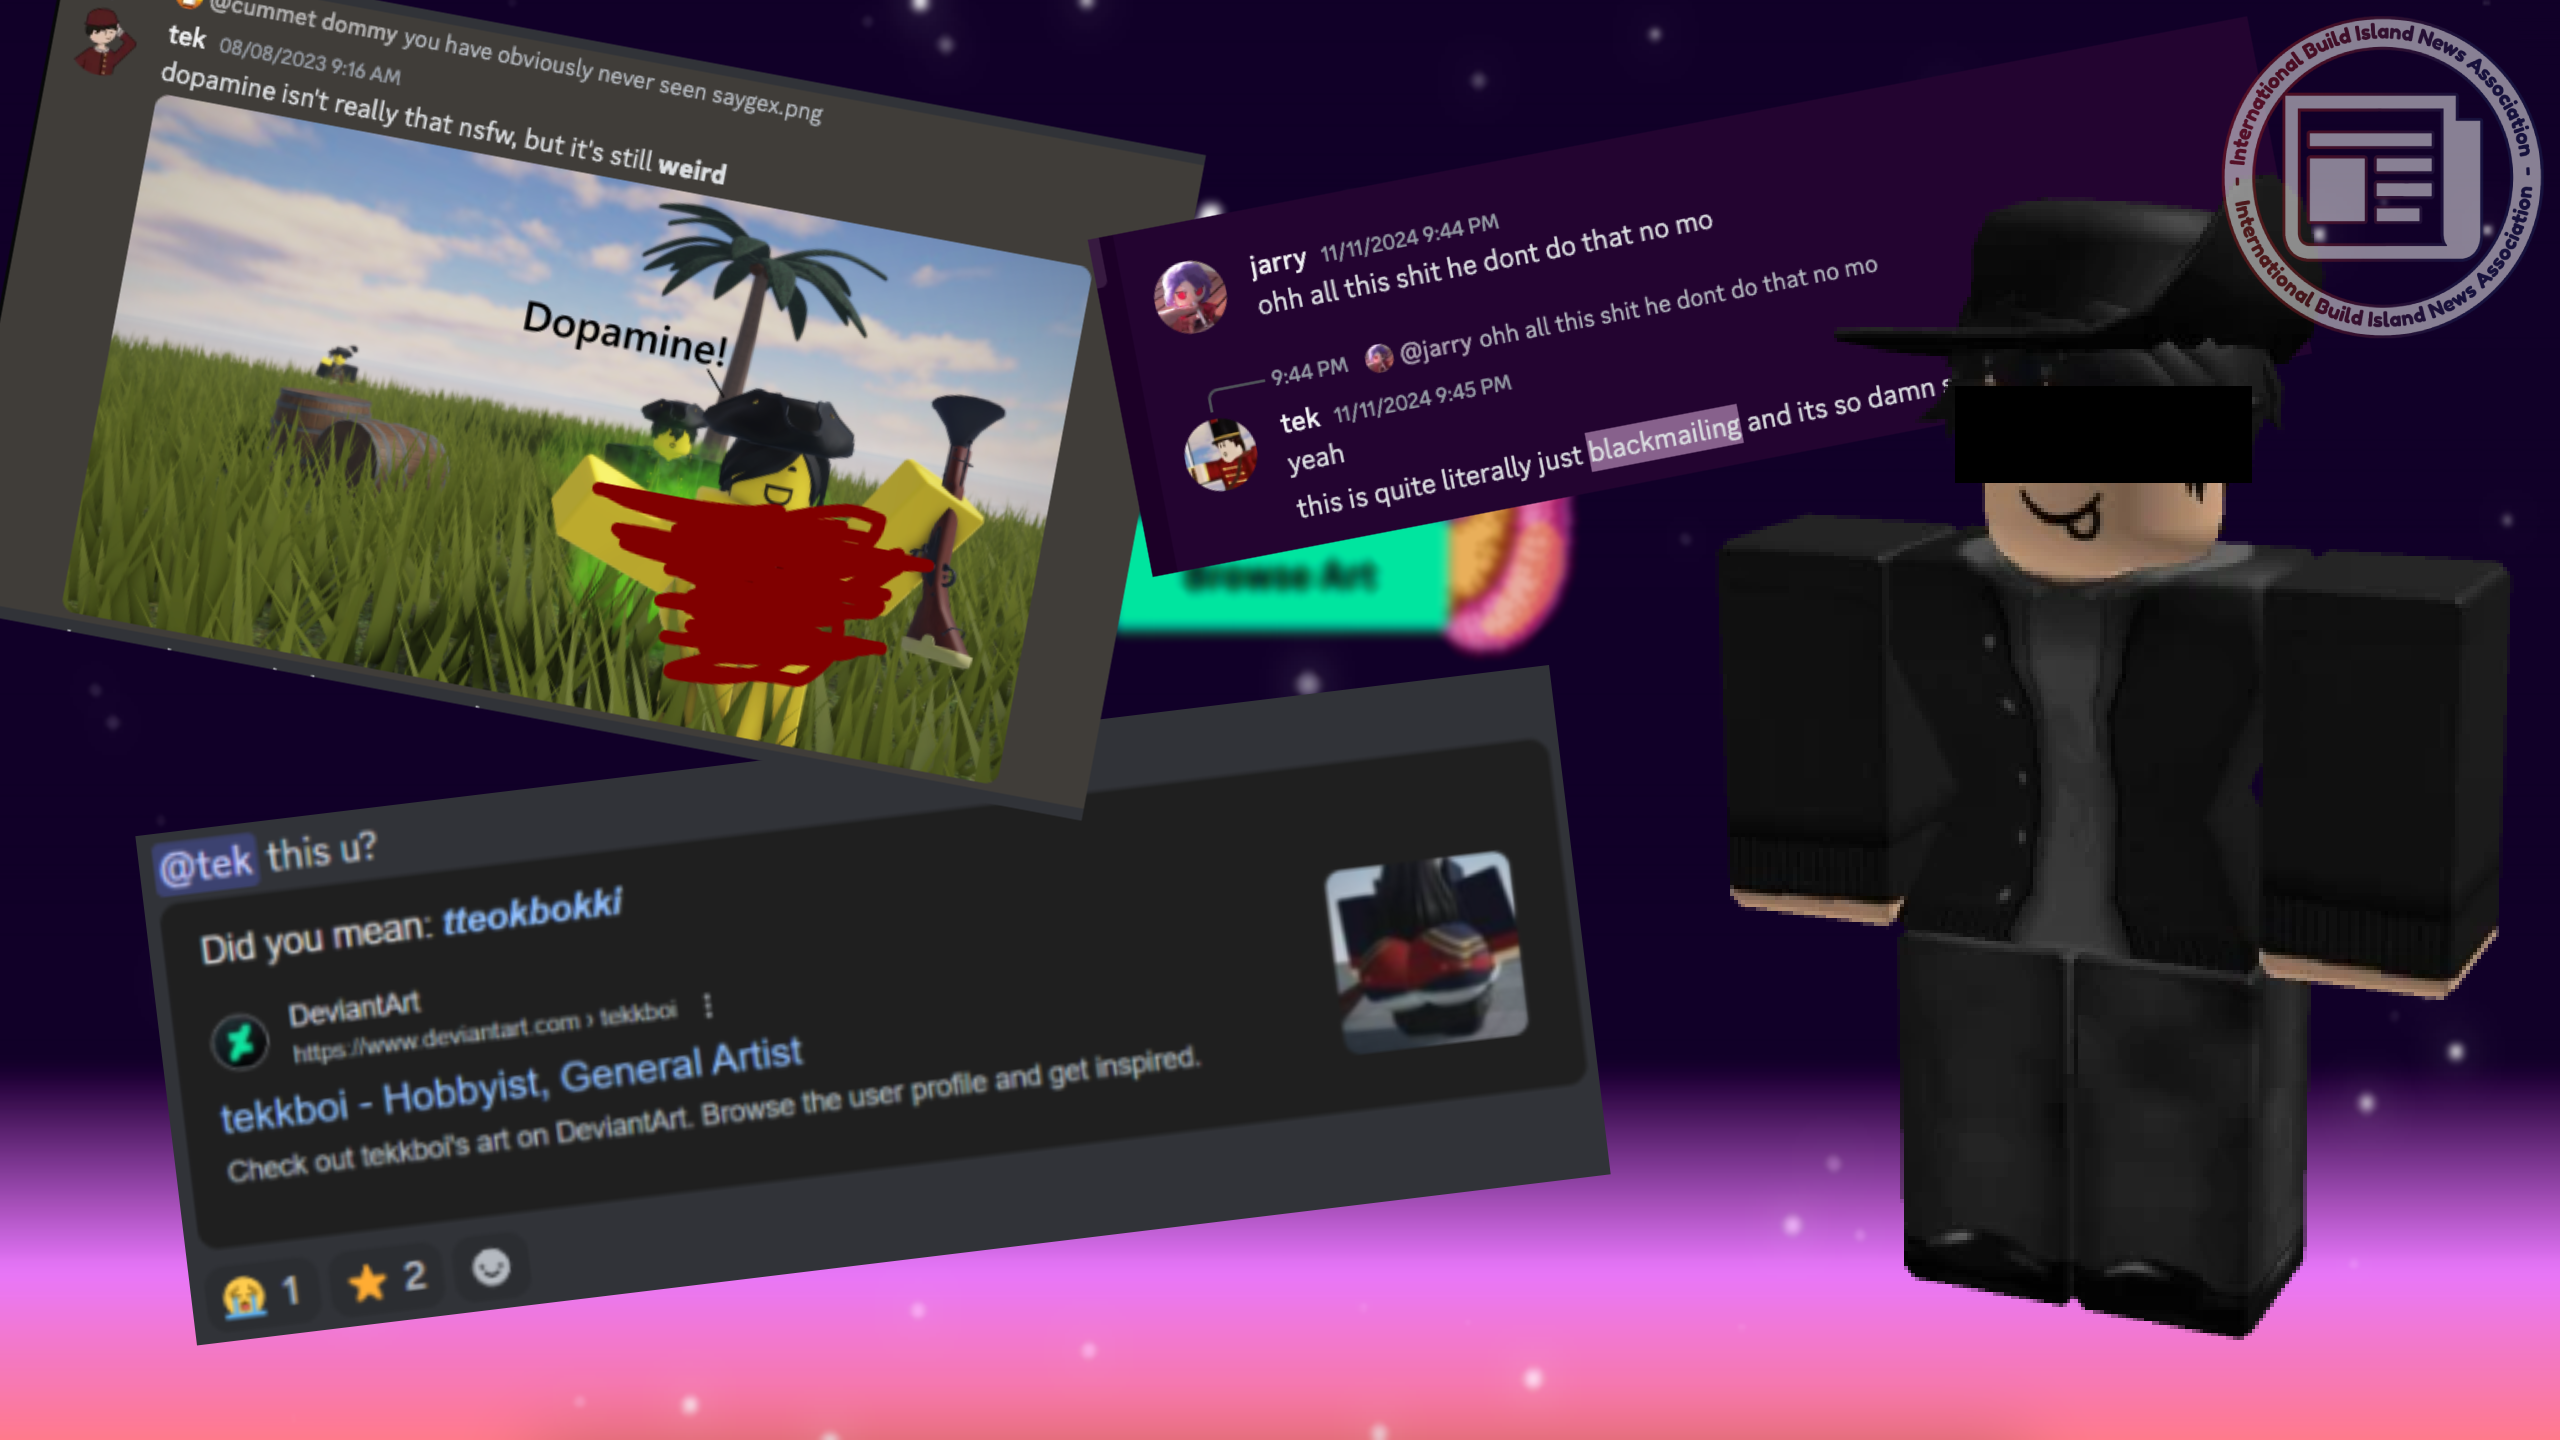 @cummet dommy you have obviously never seen saygex.png
tek 08/08/2023 9:16 AM
dopamine isn't really that nsfw, but it's still weird
Dopamine!
jarry 11/11/2024 9:44 PM
ohh all this shit he dont do that no mo
9:44 PM @jarry ohh all this shit he dont do that no mo
tek 11/11/2024 9:45 PM
yeah
this is quite literally just blackmailing and its so damn
- International Build Island News Association -
International Build Island News Association
Browse Art
@tek this u?
Did you mean: tteokbokki
DeviantArt
https://www.deviantart.com › tekkboi
tekkboi - Hobbyist, General Artist
Check out tekkboi's art on DeviantArt. Browse the user profile and get inspired.
1 2